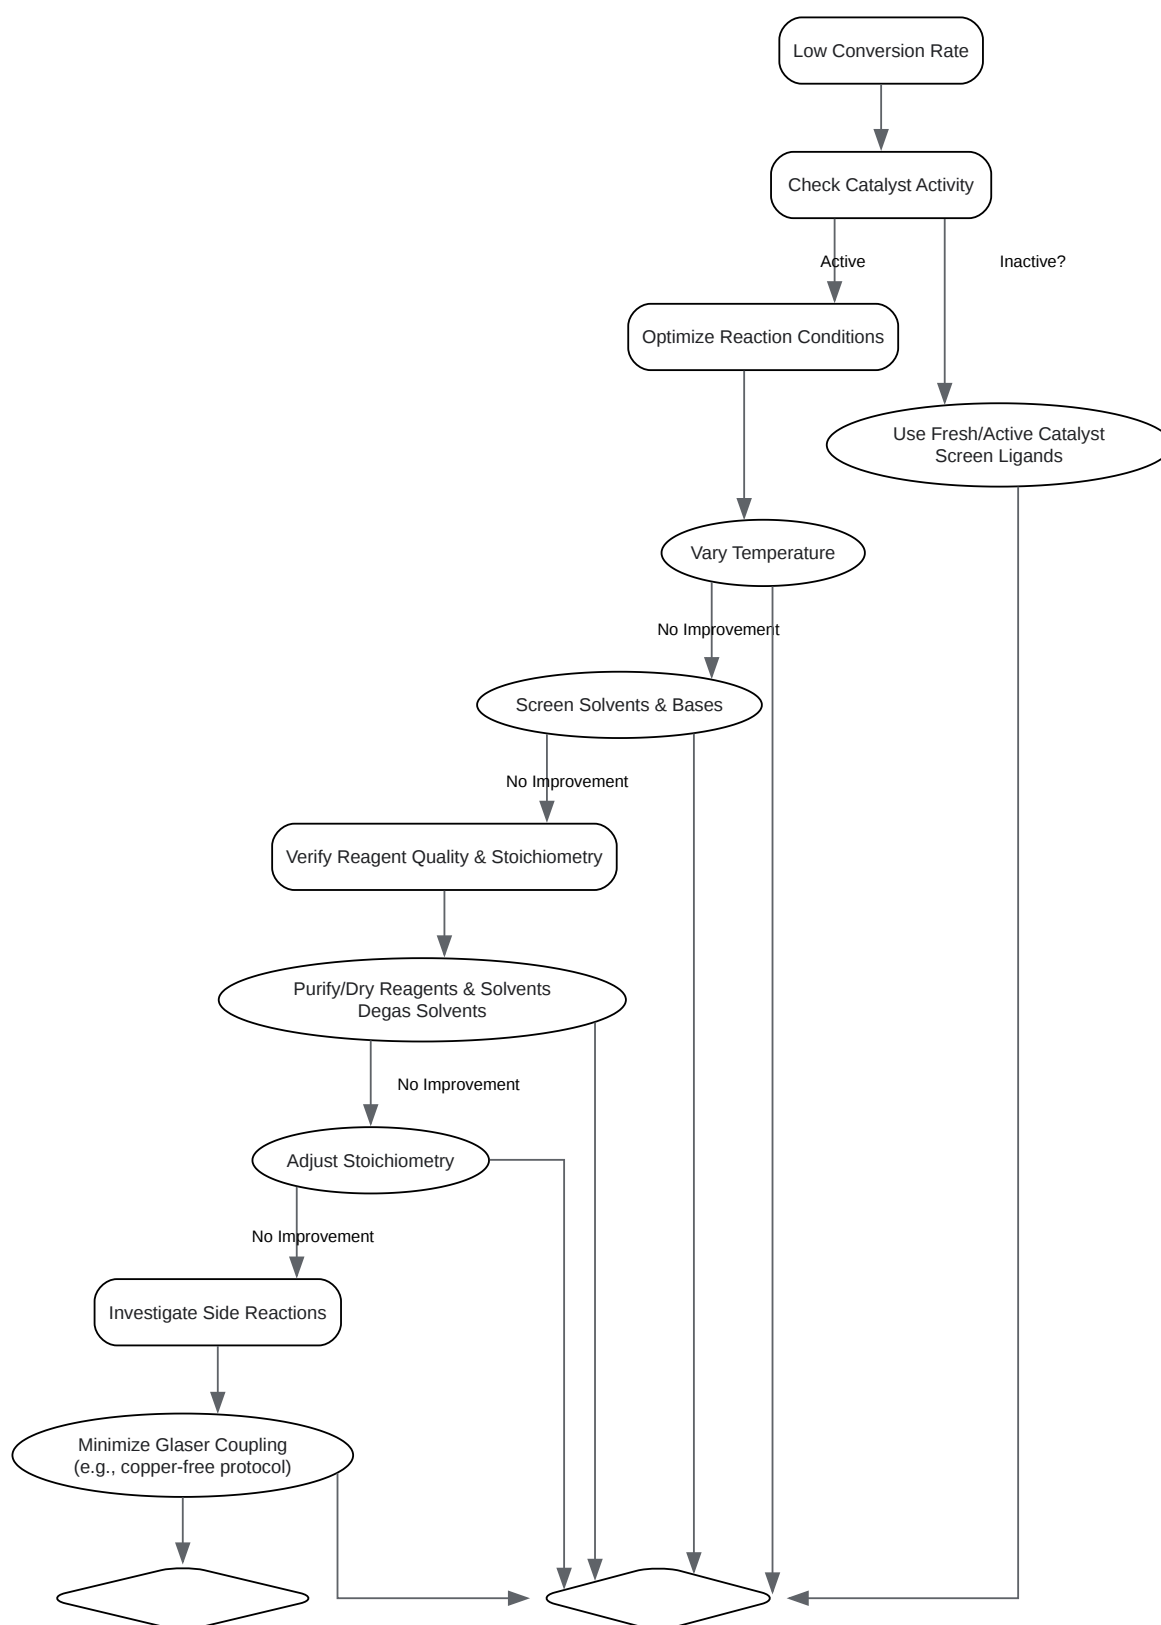 Low Conversion Rate
Check Catalyst Activity
Active
Inactive?
Optimize Reaction Conditions
Use Fresh/Active Catalyst
Screen Ligands
Vary Temperature
No Improvement
Screen Solvents & Bases
No Improvement
Verify Reagent Quality & Stoichiometry
Purify/Dry Reagents & Solvents
Degas Solvents
No Improvement
Adjust Stoichiometry
No Improvement
Investigate Side Reactions
Minimize Glaser Coupling
(e.g., copper-free protocol)